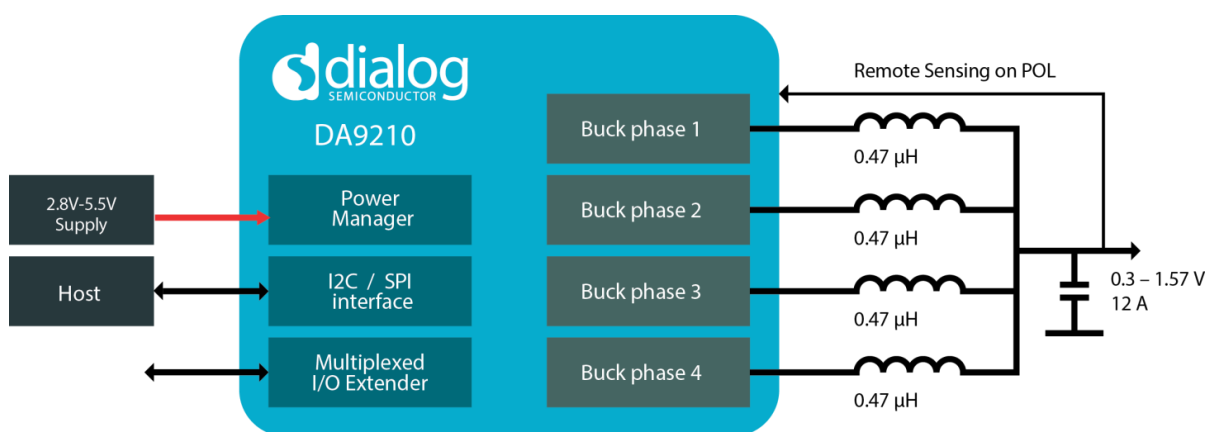 dialog
SEMICONDUCTOR
DA9210
2.8V-5.5V
Supply
Host
Power
Manager
I2C / SPI
interface
Multiplexed
I/O Extender
Buck phase 1
Buck phase 2
Buck phase 3
Buck phase 4
Remote Sensing on POL
0.47 µH
0.47 µH
0.47 µH
0.47 µH
0.3 – 1.57 V
12 A